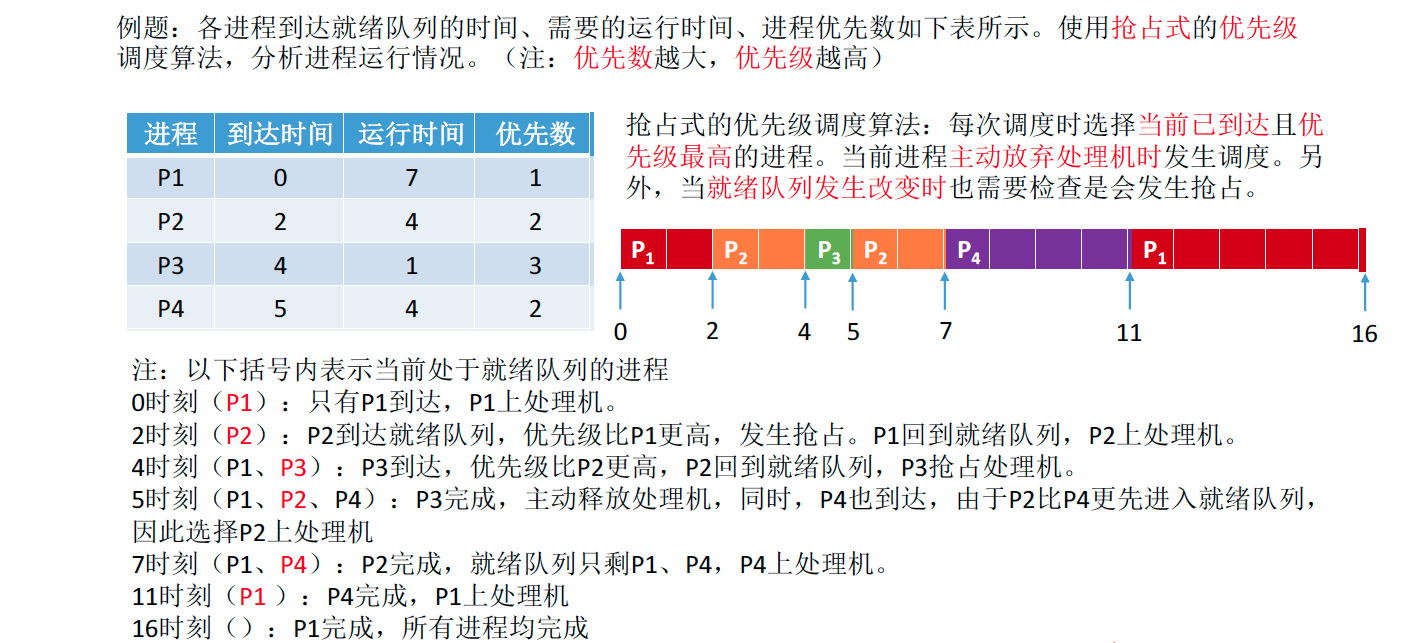 例题：各进程到达就绪队列的时间、需要的运行时间、进程优先数如下表所示。使用抢占式的优先级
调度算法，分析进程运行情况。（注：优先数越大，优先级越高）
进程 到达时间 运行时间 优先数
P1 0 7 1
P2 2 4 2
P3 4 1 3
P4 5 4 2
抢占式的优先级调度算法：每次调度时选择当前已到达且优
先级最高的进程。当前进程主动放弃处理机时发生调度。另
外，当就绪队列发生改变时也需要检查是会发生抢占。
P1 P2 P3 P2 P4 P1
0 2 4 5 7 11 16
注：以下括号内表示当前处于就绪队列的进程
0时刻（P1）：只有P1到达，P1上处理机。
2时刻（P2）：P2到达就绪队列，优先级比P1更高，发生抢占。P1回到就绪队列，P2上处理机。
4时刻（P1、P3）：P3到达，优先级比P2更高，P2回到就绪队列，P3抢占处理机。
5时刻（P1、P2、P4）：P3完成，主动释放处理机，同时，P4也到达，由于P2比P4更先进入就绪队列，
因此选择P2上处理机
7时刻（P1、P4）：P2完成，就绪队列只剩P1、P4，P4上处理机。
11时刻（P1 ）：P4完成，P1上处理机
16时刻（）：P1完成，所有进程均完成